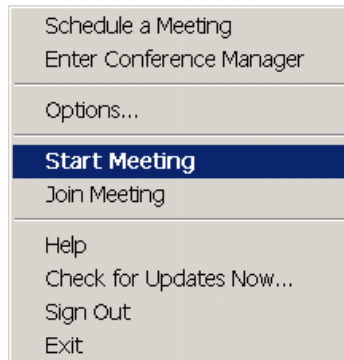 Schedule a Meeting
Enter Conference Manager
Options...
Start Meeting
Join Meeting
Help
Check for Updates Now...
Sign Out
Exit